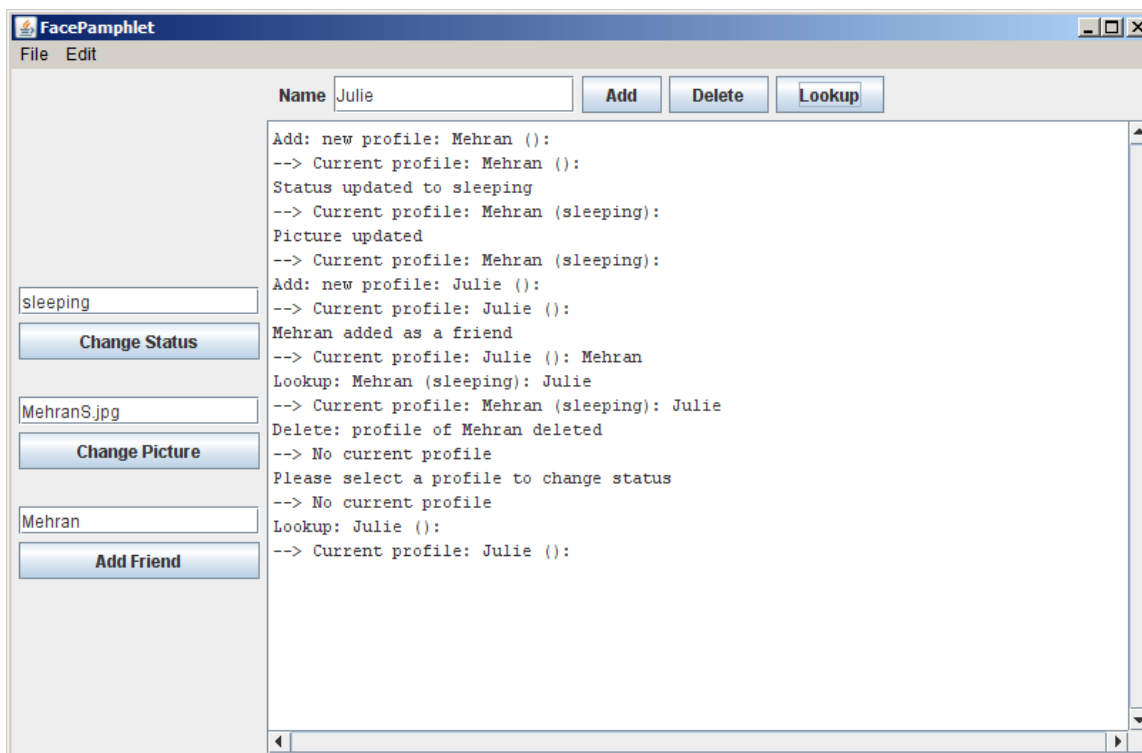 FacePamphlet
File Edit
Name Julie Add Delete Lookup
Add: new profile: Mehran ():
--> Current profile: Mehran ():
Status updated to sleeping
--> Current profile: Mehran (sleeping):
Picture updated
--> Current profile: Mehran (sleeping):
Add: new profile: Julie ():
--> Current profile: Julie ():
Mehran added as a friend
--> Current profile: Julie (): Mehran
Lookup: Mehran (sleeping): Julie
--> Current profile: Mehran (sleeping): Julie
Delete: profile of Mehran deleted
--> No current profile
Please select a profile to change status
--> No current profile
Lookup: Julie ():
--> Current profile: Julie ():
sleeping
Change Status
MehranS.jpg
Change Picture
Mehran
Add Friend